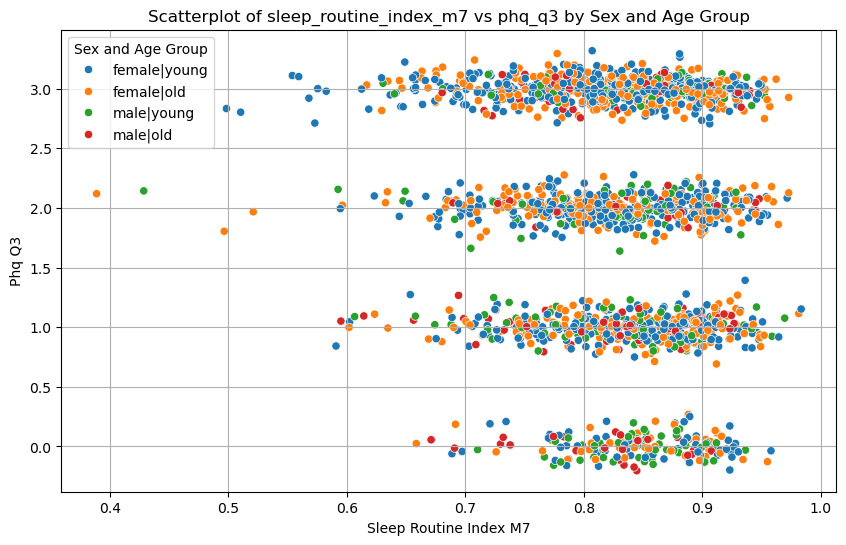 Scatterplot of sleep_routine_index_m7 vs phq_q3 by Sex and Age Group
Sex and Age Group
female|young
female|old
male|young
male|old
Phq Q3
3.0
2.5
2.0
1.5
1.0
0.5
0.0
0.4 0.5 0.6 0.7 0.8 0.9 1.0
Sleep Routine Index M7